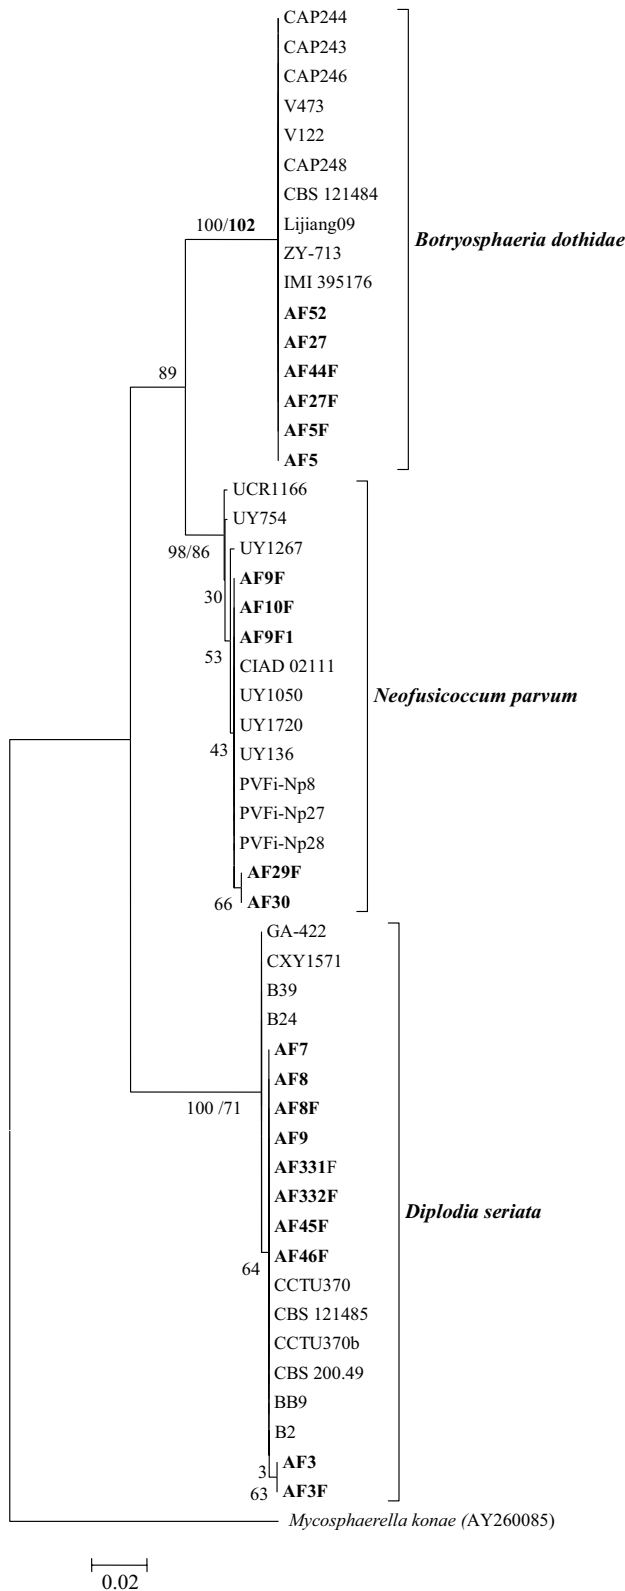 CAP244
CAP243
CAP246
V473
V122
CAP248
CBS 121484
100/102
Lijiang09
Botryosphaeria dothidae
ZY-713
IMI 395176
AF52
AF27
AF44F
89
AF27F
AF5F
AF5
UCR1166
UY754
UY1267
98/86
AF9F
30
AF10F
AF9F1
53
CIAD 02111
UY1050
Neofusicoccum parvum
UY1720
43
UY136
PVFi-Np8
PVFi-Np27
PVFi-Np28
AF29F
66
AF30
GA-422
CXY1571
B39
B24
AF7
AF8
100 /71
AF8F
AF9
AF331F
AF332F
Diplodia seriata
AF45F
AF46F
64
CCTU370
CBS 121485
CCTU370b
CBS 200.49
BB9
B2
AF3
3
63
AF3F
Mycosphaerella konae (AY260085)
0.02